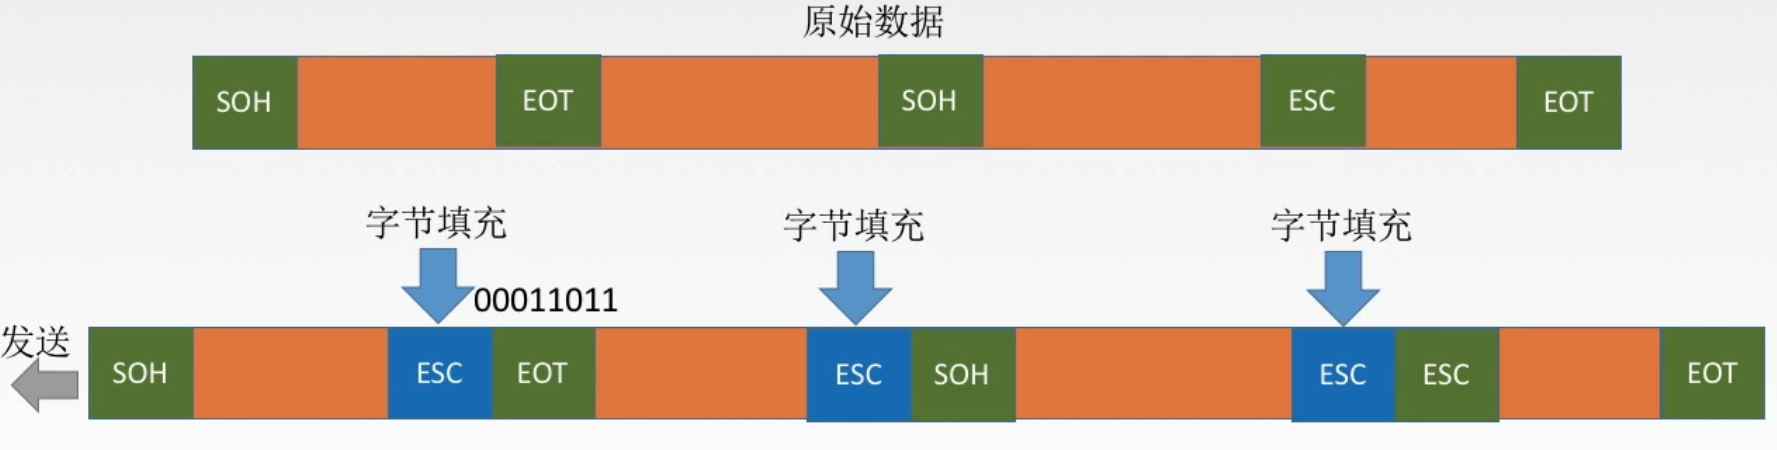 原始数据
SOH EOT SOH ESC EOT
字节填充 字节填充 字节填充
00011011
发送
SOH ESC EOT ESC SOH ESC ESC EOT